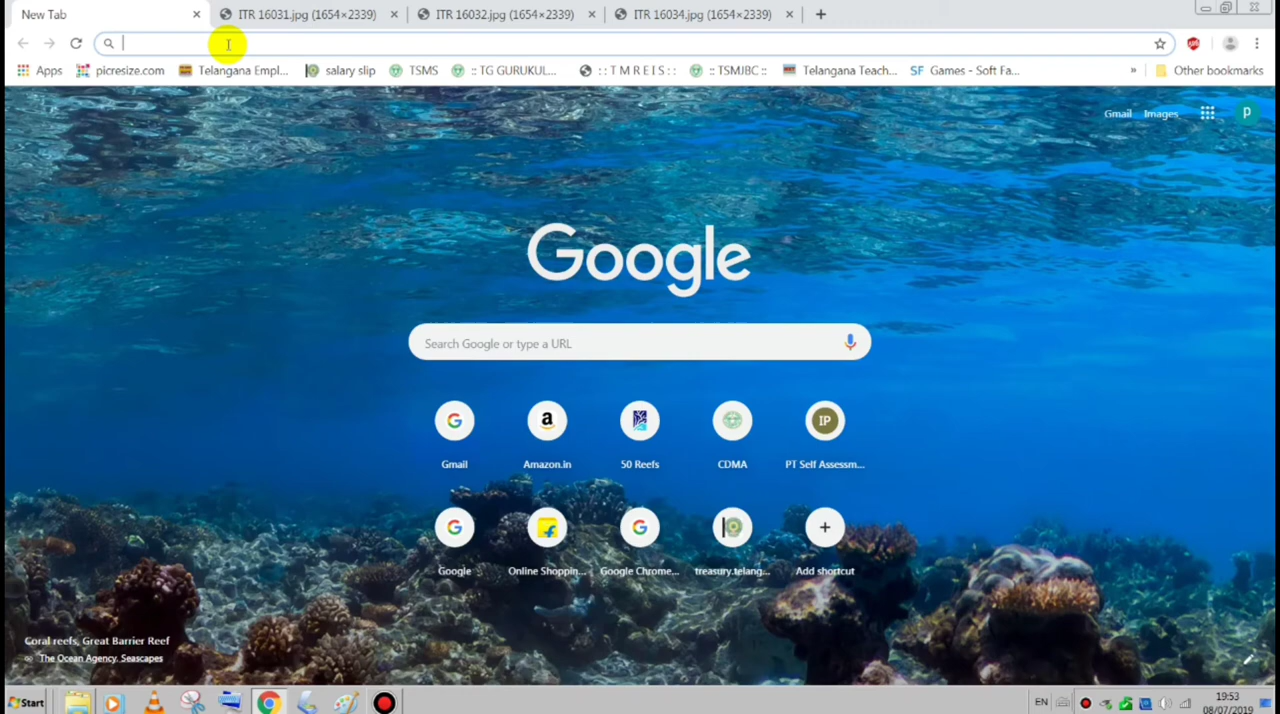 New Tab
ITR 16031.jpg (1654×2339)
ITR 16032.jpg (1654×2339)
ITR 16034.jpg (1654×2339)
Apps
picresize.com
Telangana Empl...
salary slip
TSMS
:: TG GURUKUL...
: : T M R E I S : :
:: TSMJBC ::
Telangana Teach...
SF Games - Soft Fa...
»
Other bookmarks
Gmail Images
P
Google
Search Google or type a URL
a
IP
Gmail
Amazon.in
50 Reefs
CDMA
PT Self Assessm...
Google
Online Shoppin...
Google Chrome...
treasury.telang...
Add shortcut
Coral reefs, Great Barrier Reef
The Ocean Agency, Seascapes
Start
EN
19:53
08/07/2019